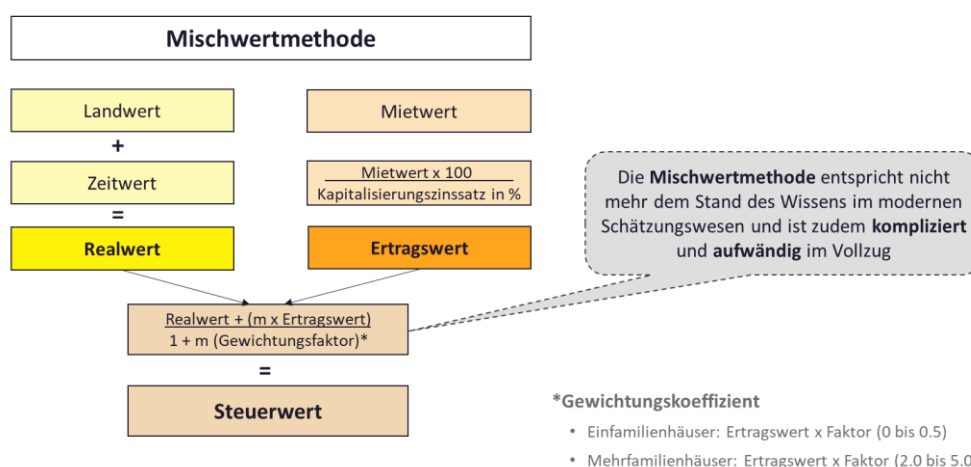 Mischwertmethode
Landwert
+
Zeitwert
=
Realwert
Mietwert
Mietwert x 100
Kapitalisierungszinssatz in %
Ertragswert
Realwert + (m x Ertragswert)
1 + m (Gewichtungsfaktor)*
=
Steuerwert
Die Mischwertmethode entspricht nicht
mehr dem Stand des Wissens im modernen
Schätzungswesen und ist zudem kompliziert
und aufwändig im Vollzug
*Gewichtungskoeffizient
• Einfamilienhäuser: Ertragswert x Faktor (0 bis 0.5)
• Mehrfamilienhäuser: Ertragswert x Faktor (2.0 bis 5.0